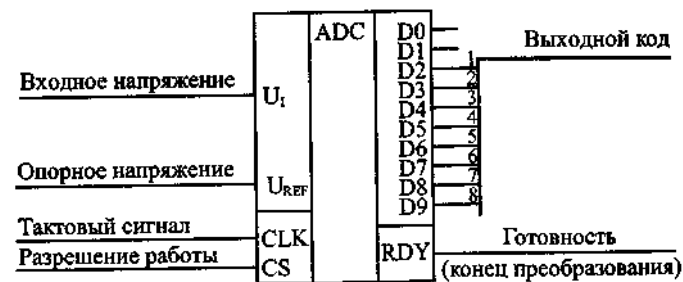 ADC
D0
D1
Выходной код
D2
1
Входное напряжение
D3
2
U_I
D4
3
D5
4
D6
5
Опорное напряжение
D7
6
U_REF
D8
7
D9
8
Тактовый сигнал
CLK
Готовность
Разрешение работы
RDY
CS
(конец преобразования)